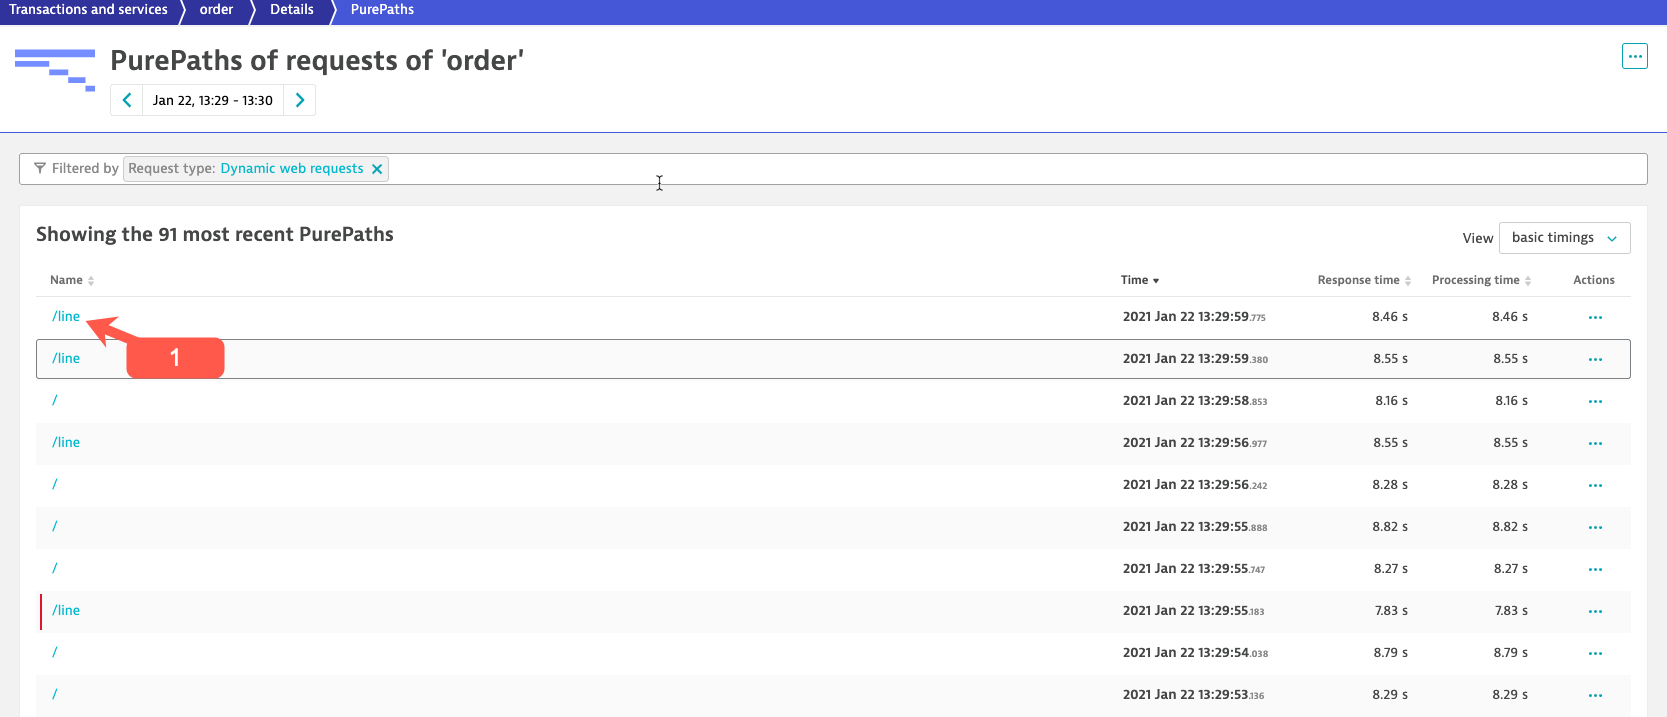 Transactions and services order Details PurePaths
PurePaths of requests of 'order'
Jan 22, 13:29 - 13:30
Filtered by Request type: Dynamic web requests
Showing the 91 most recent PurePaths
View basic timings
Name Time Response time Processing time Actions
/line 2021 Jan 22 13:29:59.775 8.46 s 8.46 s
1
/line 2021 Jan 22 13:29:59.380 8.55 s 8.55 s
/ 2021 Jan 22 13:29:58.853 8.16 s 8.16 s
/line 2021 Jan 22 13:29:56.977 8.55 s 8.55 s
/ 2021 Jan 22 13:29:56.242 8.28 s 8.28 s
/ 2021 Jan 22 13:29:55.888 8.82 s 8.82 s
/ 2021 Jan 22 13:29:55.747 8.27 s 8.27 s
/line 2021 Jan 22 13:29:55.183 7.83 s 7.83 s
/ 2021 Jan 22 13:29:54.038 8.79 s 8.79 s
/ 2021 Jan 22 13:29:53.136 8.29 s 8.29 s